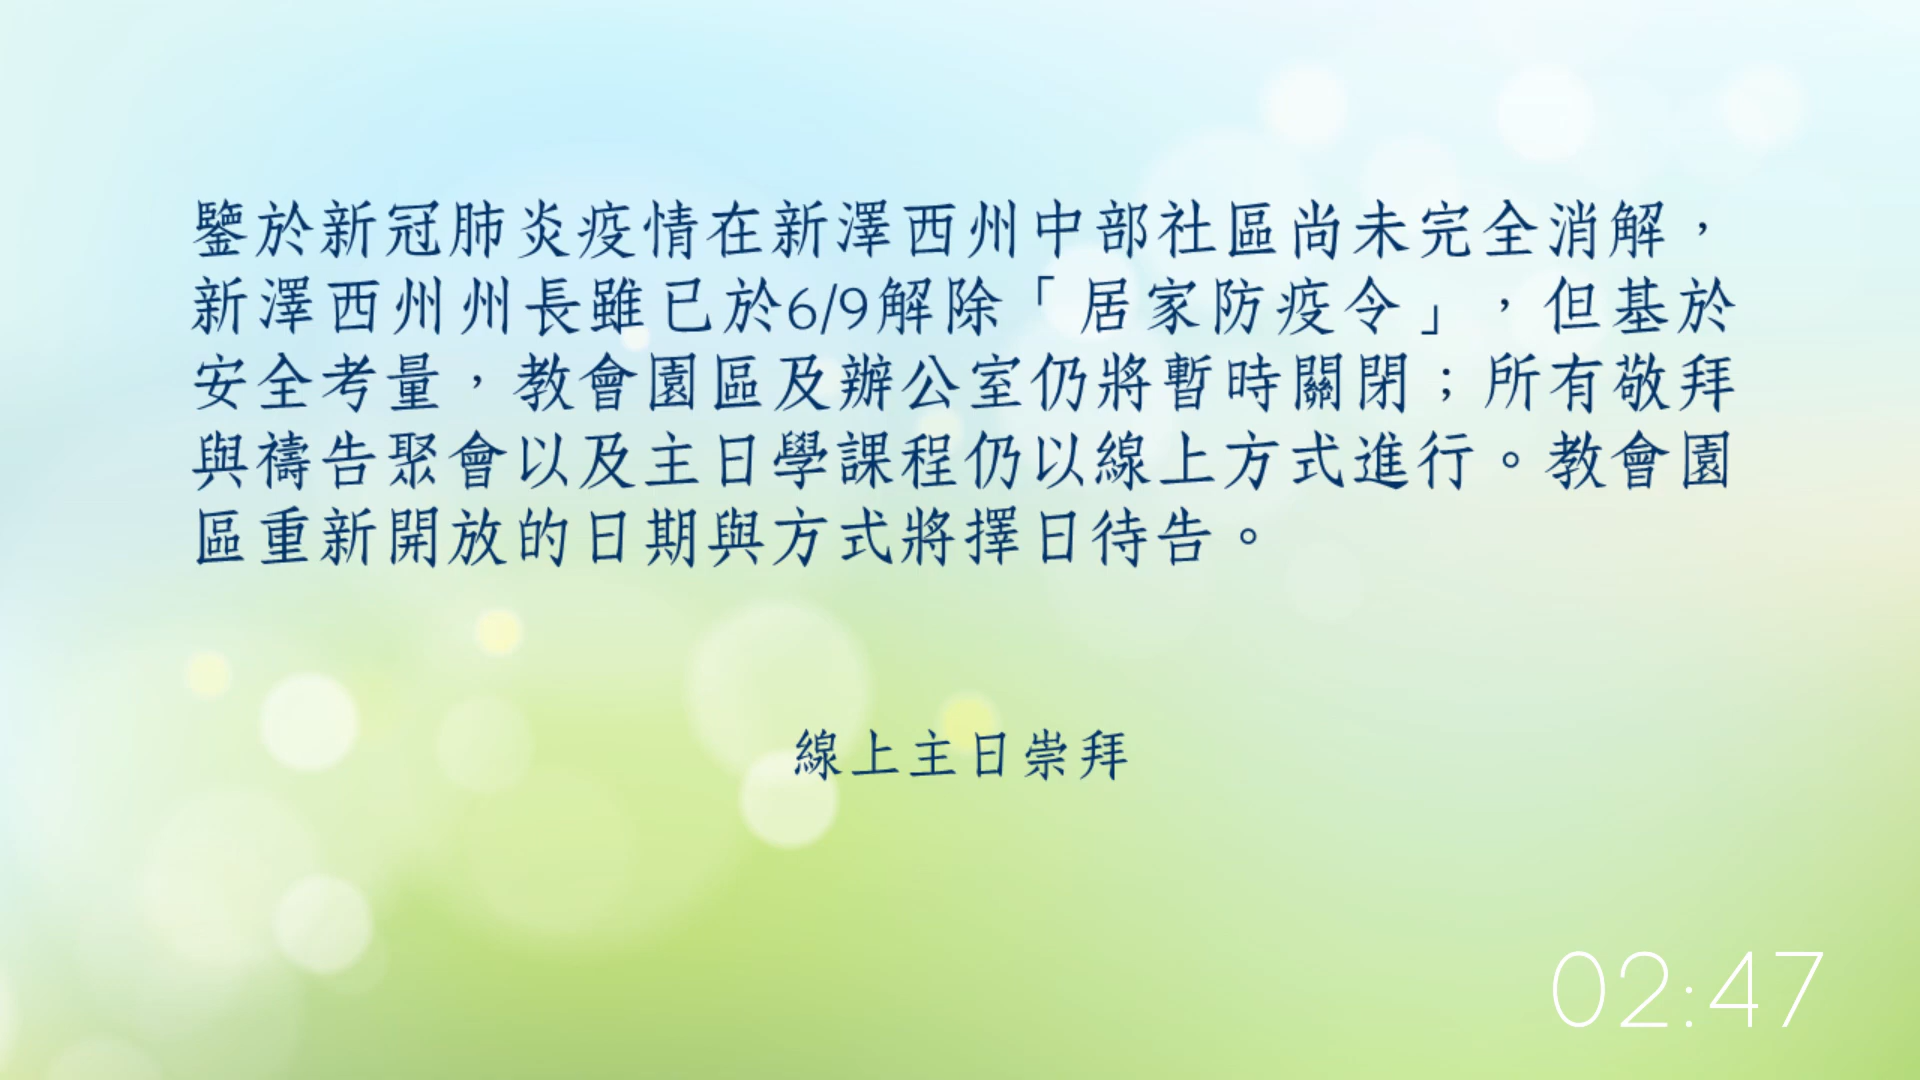 鑒於新冠肺炎疫情在新澤西州中部社區尚未完全消解，
新澤西州州長雖已於6/9解除「居家防疫令」，但基於
安全考量，教會園區及辦公室仍將暫時關閉；所有敬拜
與禱告聚會以及主日學課程仍以線上方式進行。教會園
區重新開放的日期與方式將擇日待告。
線上主日崇拜
02:47